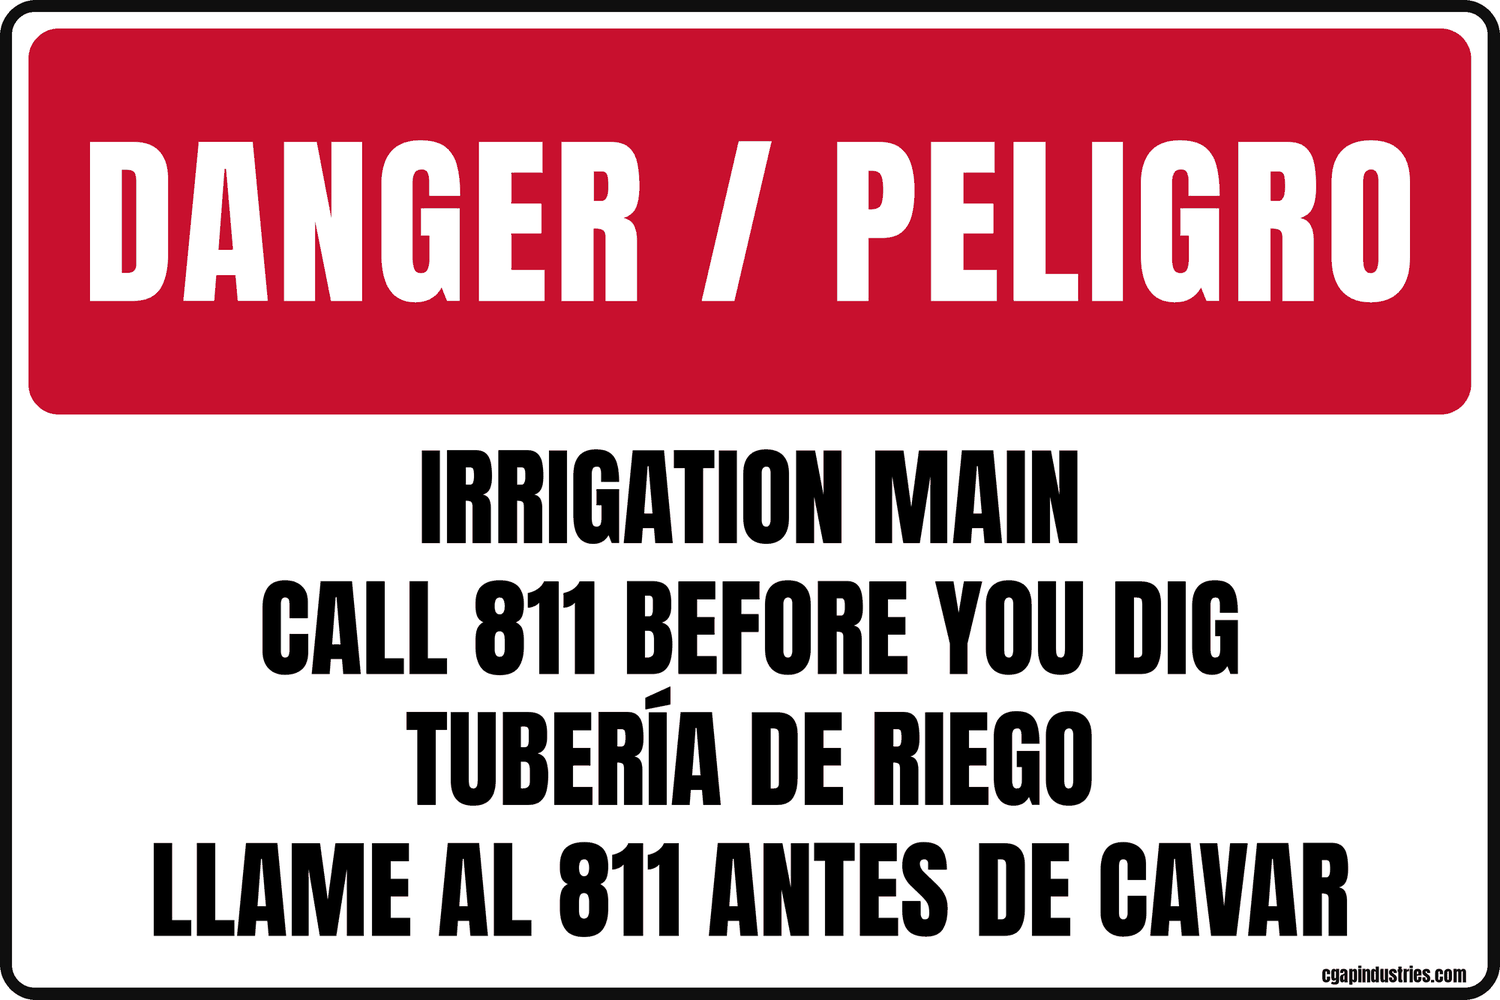 DANGER / PELIGRO
IRRIGATION MAIN
CALL 811 BEFORE YOU DIG
TUBERÍA DE RIEGO
LLAME AL 811 ANTES DE CAVAR
cgapindustries.com